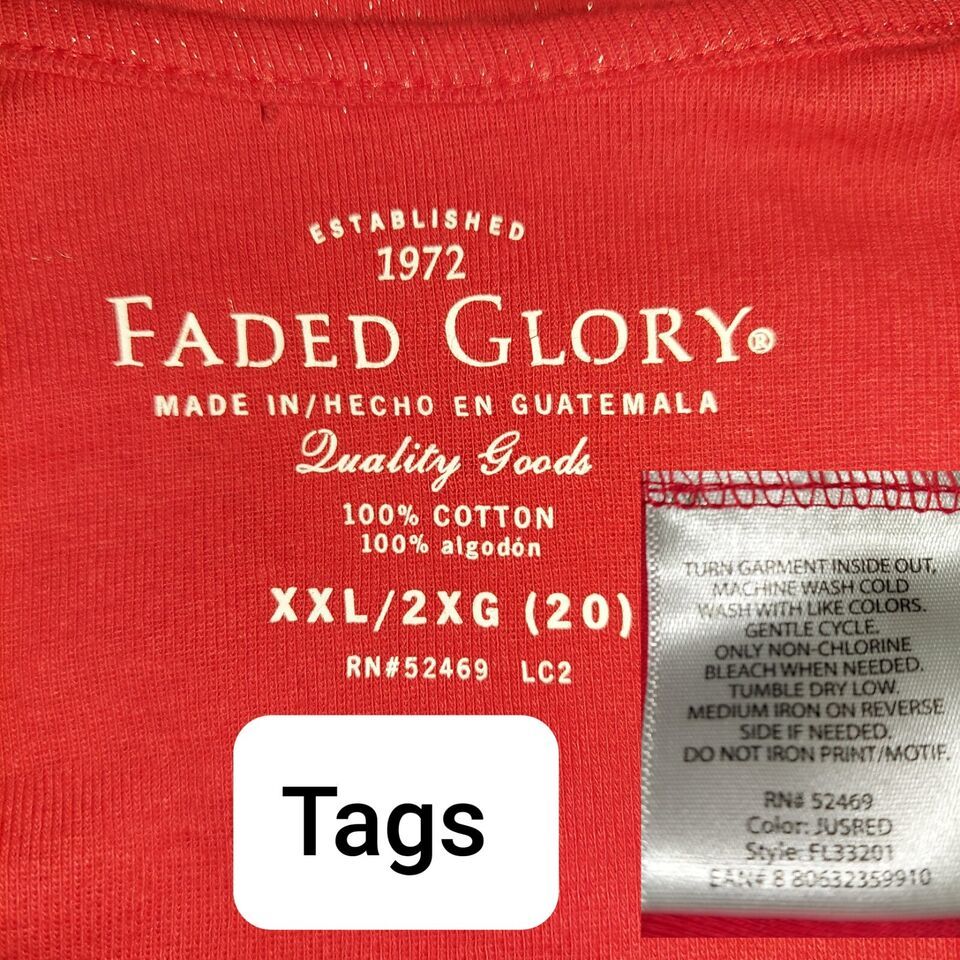 ESTABLISHED
1972
FADED GLORY®
MADE IN/HECHO EN GUATEMALA
Quality Goods
100% COTTON
100% algodón
XXL/2XG (20)
RN#52469 LC2
Tags
TURN GARMENT INSIDE OUT,
MACHINE WASH COLD
WASH WITH LIKE COLORS.
GENTLE CYCLE.
ONLY NON-CHLORINE
BLEACH WHEN NEEDED.
TUMBLE DRY LOW.
MEDIUM IRON ON REVERSE
SIDE IF NEEDED.
DO NOT IRON PRINT/MOTIF.
RN# 52469
Color: JUSRED
Style: FL33201
EAN# 8 80632359910